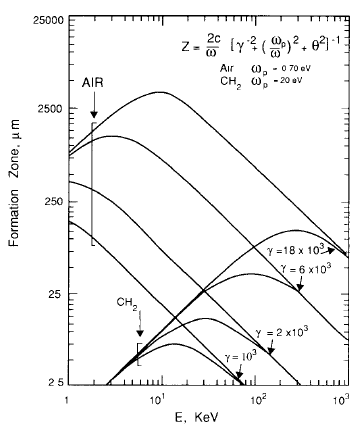 25000
Z = 2c/ω [γ⁻² + (ωp/ω)² + θ²]⁻¹
Air ωp = 0.70 eV
CH₂ ωp = 20 eV
2500
AIR
Formation Zone, μm
250
γ = 18 x 10³
γ = 6 x 10³
25
CH₂
γ = 2 x 10³
γ = 10³
2 5
1 10¹ 10² 10³
E, KeV